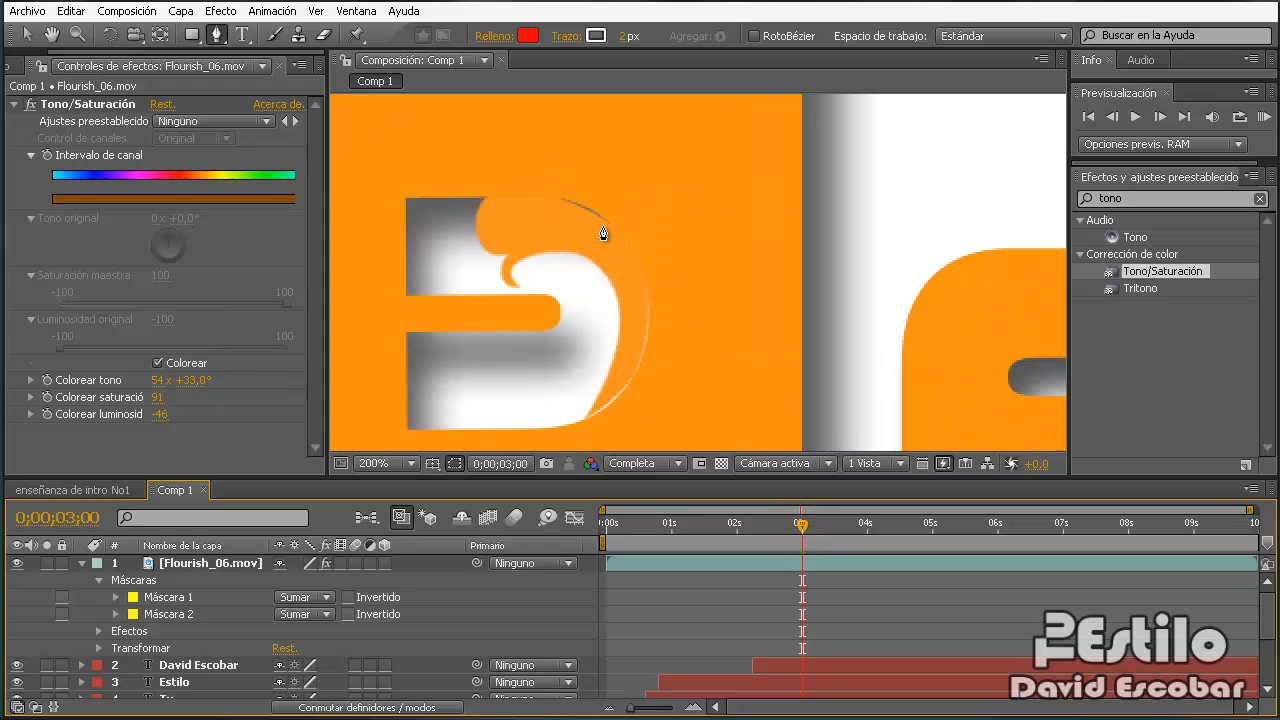 Archivo Editar Composición Capa Efecto Animación Ver Ventana Ayuda
Relleno: Trazo: 2 px Agregar: RotoBézier Espacio de trabajo: Estándar Buscar en la Ayuda
Controles de efectos: Flourish_06.mov
Comp 1 • Flourish_06.mov
fx Tono/Saturación Rest. Acerca de.
Ajustes preestablecido Ninguno
Control de canales Original
Intervalo de canal
Tono original 0 x +0,0°
Saturación maestra 100
-100 100
Luminosidad original -100
-100 100
Colorear
Colorear tono 54 x +33,0°
Colorear saturació 91
Colorear luminosid -46
Composición: Comp 1
Comp 1
200% 0;00;03;00 Completa Cámara activa 1 Vista +0,0
Info Audio
Previsualización
Opciones previs. RAM
Efectos y ajustes preestablecido
tono
Audio
Tono
Corrección de color
Tono/Saturación
Tritono
enseñanza de intro No1 Comp 1
0;00;03;00
:00s 01s 02s 04s 05s 06s 07s 08s 09s 10
# Nombre de la capa Primario
1 [Flourish_06.mov] Ninguno
Máscaras
Máscara 1 Sumar Invertido
Máscara 2 Sumar Invertido
Efectos
Transformar Rest.
2 T David Escobar Ninguno
3 T Estilo Ninguno
Conmutar definidores / modos
Estilo
David Escobar